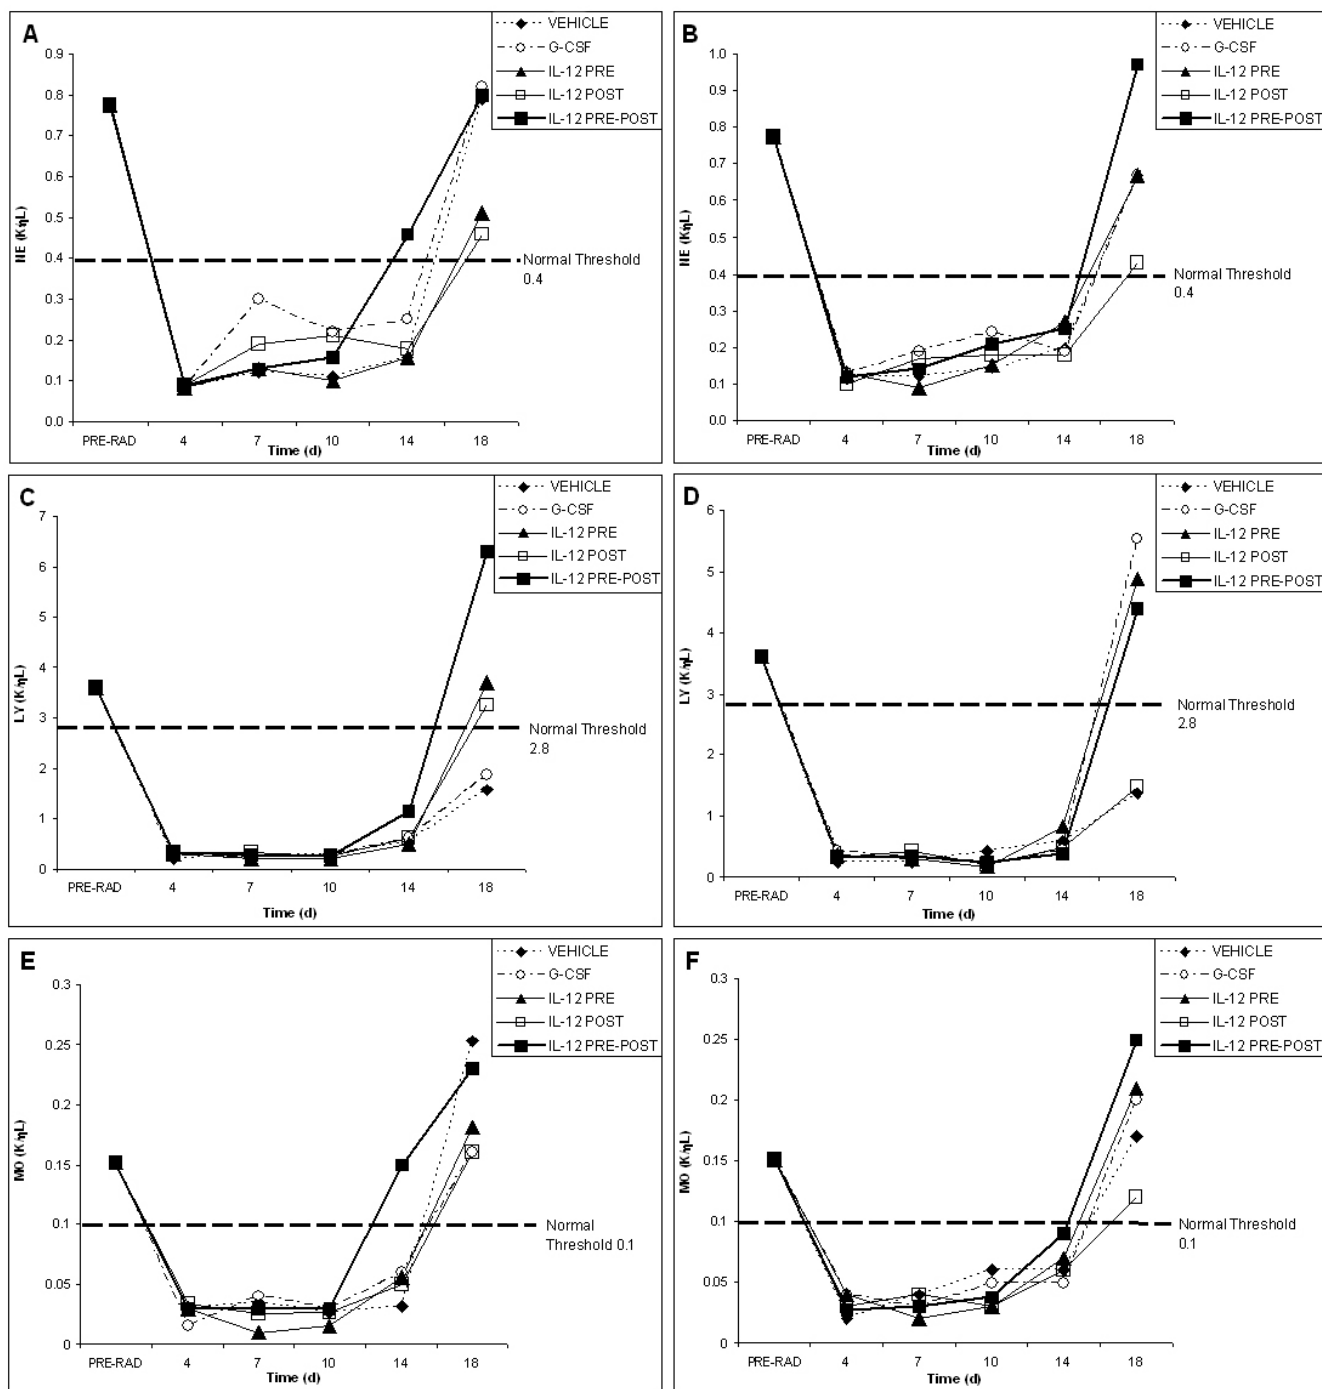 A
VEHICLE
G-CSF
IL-12 PRE
IL-12 POST
IL-12 PRE-POST
0.9
0.8
0.7
0.6
0.5
0.4
0.3
0.2
0.1
0.0
NE (K/ηL)
Normal Threshold
0.4
PRE-RAD 4 7 10 14 18
Time (d)
B
VEHICLE
G-CSF
IL-12 PRE
IL-12 POST
IL-12 PRE-POST
1.0
0.9
0.8
0.7
0.6
0.5
0.4
0.3
0.2
0.1
0.0
NE (K/ηL)
Normal Threshold
0.4
PRE-RAD 4 7 10 14 18
Time (d)
C
VEHICLE
G-CSF
IL-12 PRE
IL-12 POST
IL-12 PRE-POST
7
6
5
4
3
2
1
0
LY (K/ηL)
Normal Threshold
2.8
PRE-RAD 4 7 10 14 18
Time (d)
D
VEHICLE
G-CSF
IL-12 PRE
IL-12 POST
IL-12 PRE-POST
6
5
4
3
2
1
0
LY (K/ηL)
Normal Threshold
2.8
PRE-RAD 4 7 10 14 18
Time (d)
E
VEHICLE
G-CSF
IL-12 PRE
IL-12 POST
IL-12 PRE-POST
0.3
0.25
0.2
0.15
0.1
0.05
0
MO (K/ηL)
Normal
Threshold 0.1
PRE-RAD 4 7 10 14 18
Time (d)
F
VEHICLE
G-CSF
IL-12 PRE
IL-12 POST
IL-12 PRE-POST
0.3
0.25
0.2
0.15
0.1
0.05
0
MO (K/ηL)
Normal Threshold
0.1
PRE-RAD 4 7 10 14 18
Time (d)